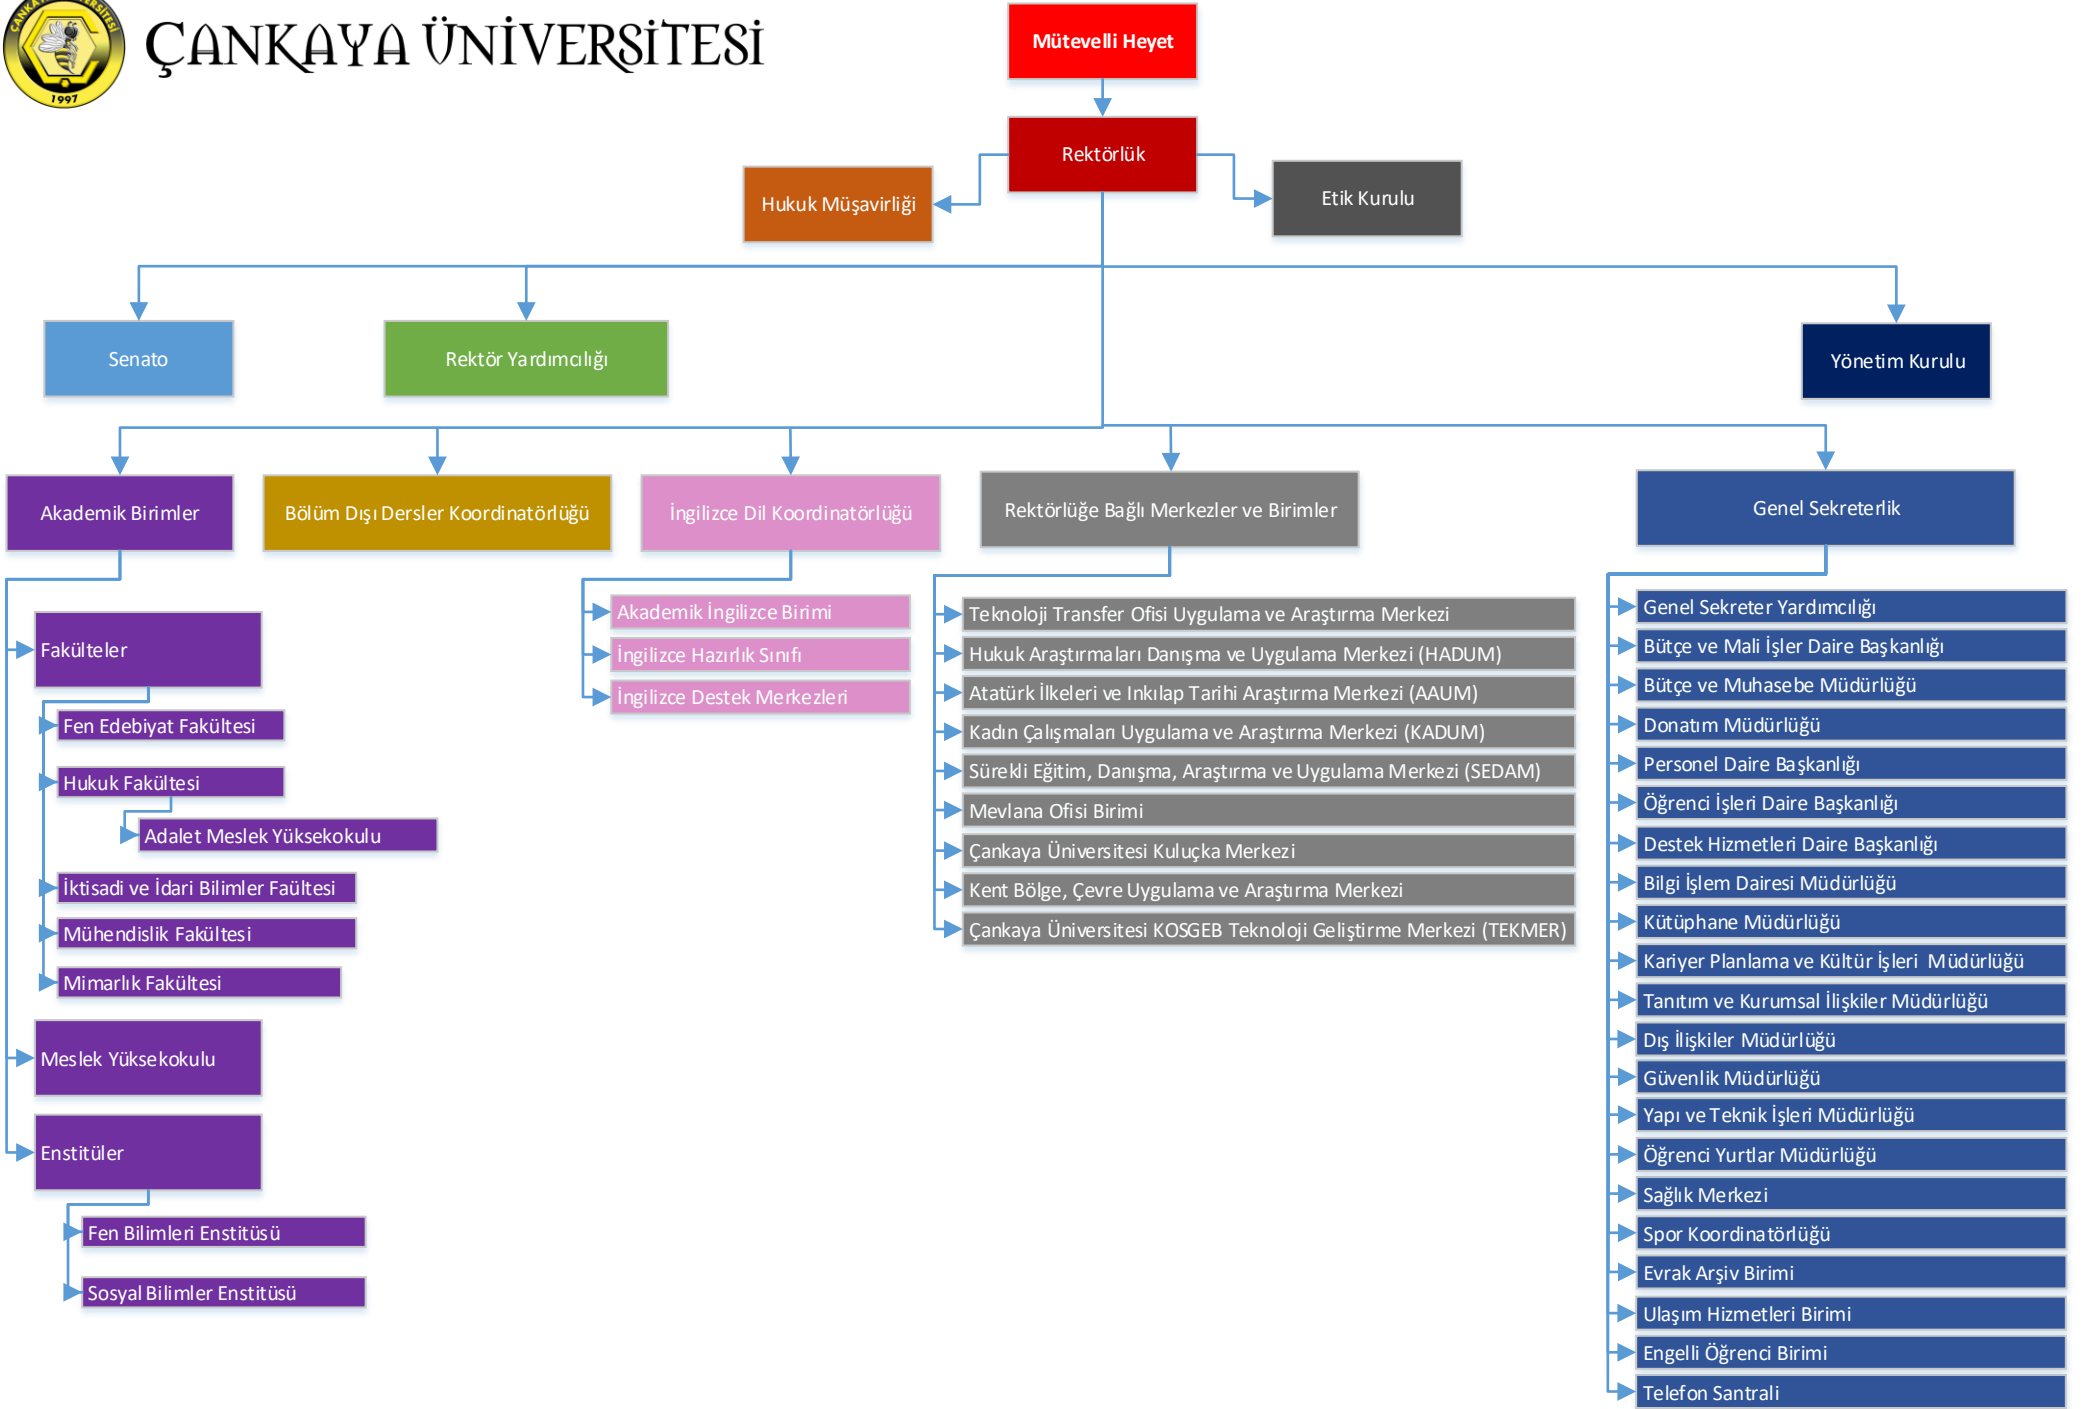 ÇANKAYA ÜNİVERSİTESİ
1997
ÇANKAYA ÜNİVERSİTESİ
Mütevelli Heyet
Rektörlük
Hukuk Müşavirliği
Etik Kurulu
Senato
Rektör Yardımcılığı
Yönetim Kurulu
Akademik Birimler
Bölüm Dışı Dersler Koordinatörlüğü
İngilizce Dil Koordinatörlüğü
Rektörlüğe Bağlı Merkezler ve Birimler
Genel Sekreterlik
Fakülteler
Fen Edebiyat Fakültesi
Hukuk Fakültesi
Adalet Meslek Yüksekokulu
İktisadi ve İdari Bilimler Faültesi
Mühendislik Fakültesi
Mimarlık Fakültesi
Meslek Yüksekokulu
Enstitüler
Fen Bilimleri Enstitüsü
Sosyal Bilimler Enstitüsü
Akademik İngilizce Birimi
İngilizce Hazırlık Sınıfı
İngilizce Destek Merkezleri
Teknoloji Transfer Ofisi Uygulama ve Araştırma Merkezi
Hukuk Araştırmaları Danışma ve Uygulama Merkezi (HADUM)
Atatürk İlkeleri ve Inkılap Tarihi Araştırma Merkezi (AAUM)
Kadın Çalışmaları Uygulama ve Araştırma Merkezi (KADUM)
Sürekli Eğitim, Danışma, Araştırma ve Uygulama Merkezi (SEDAM)
Mevlana Ofisi Birimi
Çankaya Üniversitesi Kuluçka Merkezi
Kent Bölge, Çevre Uygulama ve Araştırma Merkezi
Çankaya Üniversitesi KOSGEB Teknoloji Geliştirme Merkezi (TEKMER)
Genel Sekreter Yardımcılığı
Bütçe ve Mali İşler Daire Başkanlığı
Bütçe ve Muhasebe Müdürlüğü
Donatım Müdürlüğü
Personel Daire Başkanlığı
Öğrenci İşleri Daire Başkanlığı
Destek Hizmetleri Daire Başkanlığı
Bilgi İşlem Dairesi Müdürlüğü
Kütüphane Müdürlüğü
Kariyer Planlama ve Kültür İşleri Müdürlüğü
Tanıtım ve Kurumsal İlişkiler Müdürlüğü
Dış İlişkiler Müdürlüğü
Güvenlik Müdürlüğü
Yapı ve Teknik İşleri Müdürlüğü
Öğrenci Yurtlar Müdürlüğü
Sağlık Merkezi
Spor Koordinatörlüğü
Evrak Arşiv Birimi
Ulaşım Hizmetleri Birimi
Engelli Öğrenci Birimi
Telefon Santrali